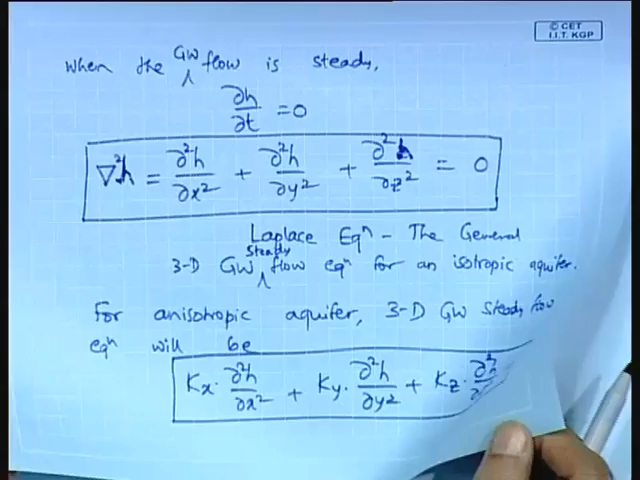 © CET
I.I.T. KGP
When the GW flow is steady,
∂h/∂t = 0
∇²h = ∂²h/∂x² + ∂²h/∂y² + ∂²h/∂z² = 0
Laplace Eqⁿ - The General
3-D GW steady flow eqⁿ for an isotropic aquifer.
For anisotropic aquifer, 3-D GW steady flow
eqⁿ will be
Kx · ∂²h/∂x² + Ky · ∂²h/∂y² + Kz · ∂²h